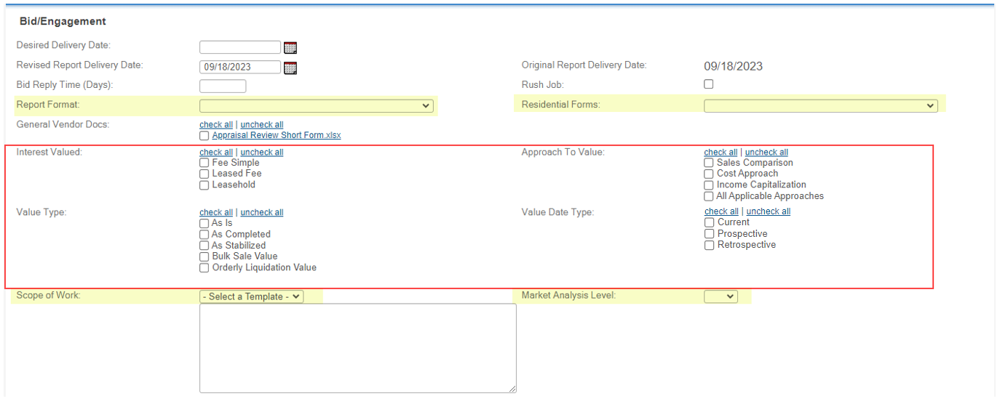 Bid/Engagement
Desired Delivery Date:
Revised Report Delivery Date: 09/18/2023 Original Report Delivery Date: 09/18/2023
Bid Reply Time (Days): Rush Job:
Report Format: Residential Forms:
General Vendor Docs: check all | uncheck all
Appraisal Review Short Form.xlsx
Interest Valued: check all | uncheck all Approach To Value: check all | uncheck all
Fee Simple Sales Comparison
Leased Fee Cost Approach
Leasehold Income Capitalization
All Applicable Approaches
Value Type: check all | uncheck all Value Date Type: check all | uncheck all
As Is Current
As Completed Prospective
As Stabilized Retrospective
Bulk Sale Value
Orderly Liquidation Value
Scope of Work: - Select a Template - Market Analysis Level: